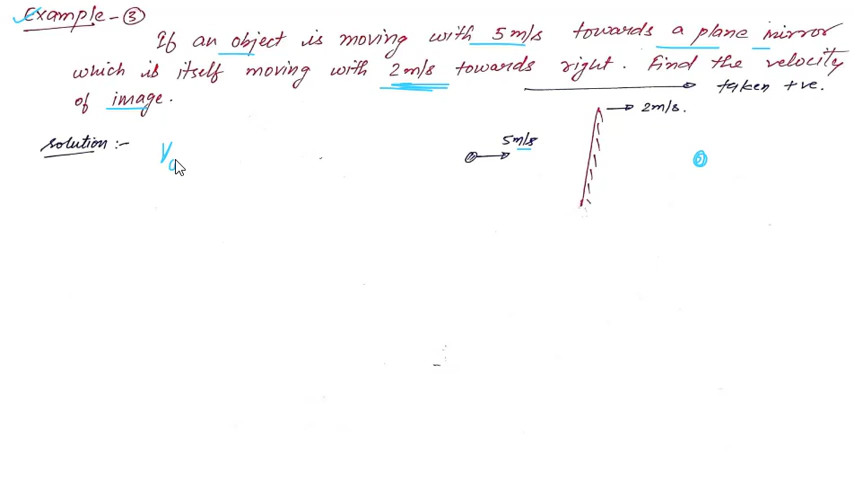 Example - ③
If an object is moving with 5 m/s towards a plane mirror
which is itself moving with 2 m/s towards right. Find the velocity
of image.
taken +ve.
2 m/s.
Solution :-
5 m/s
Vo